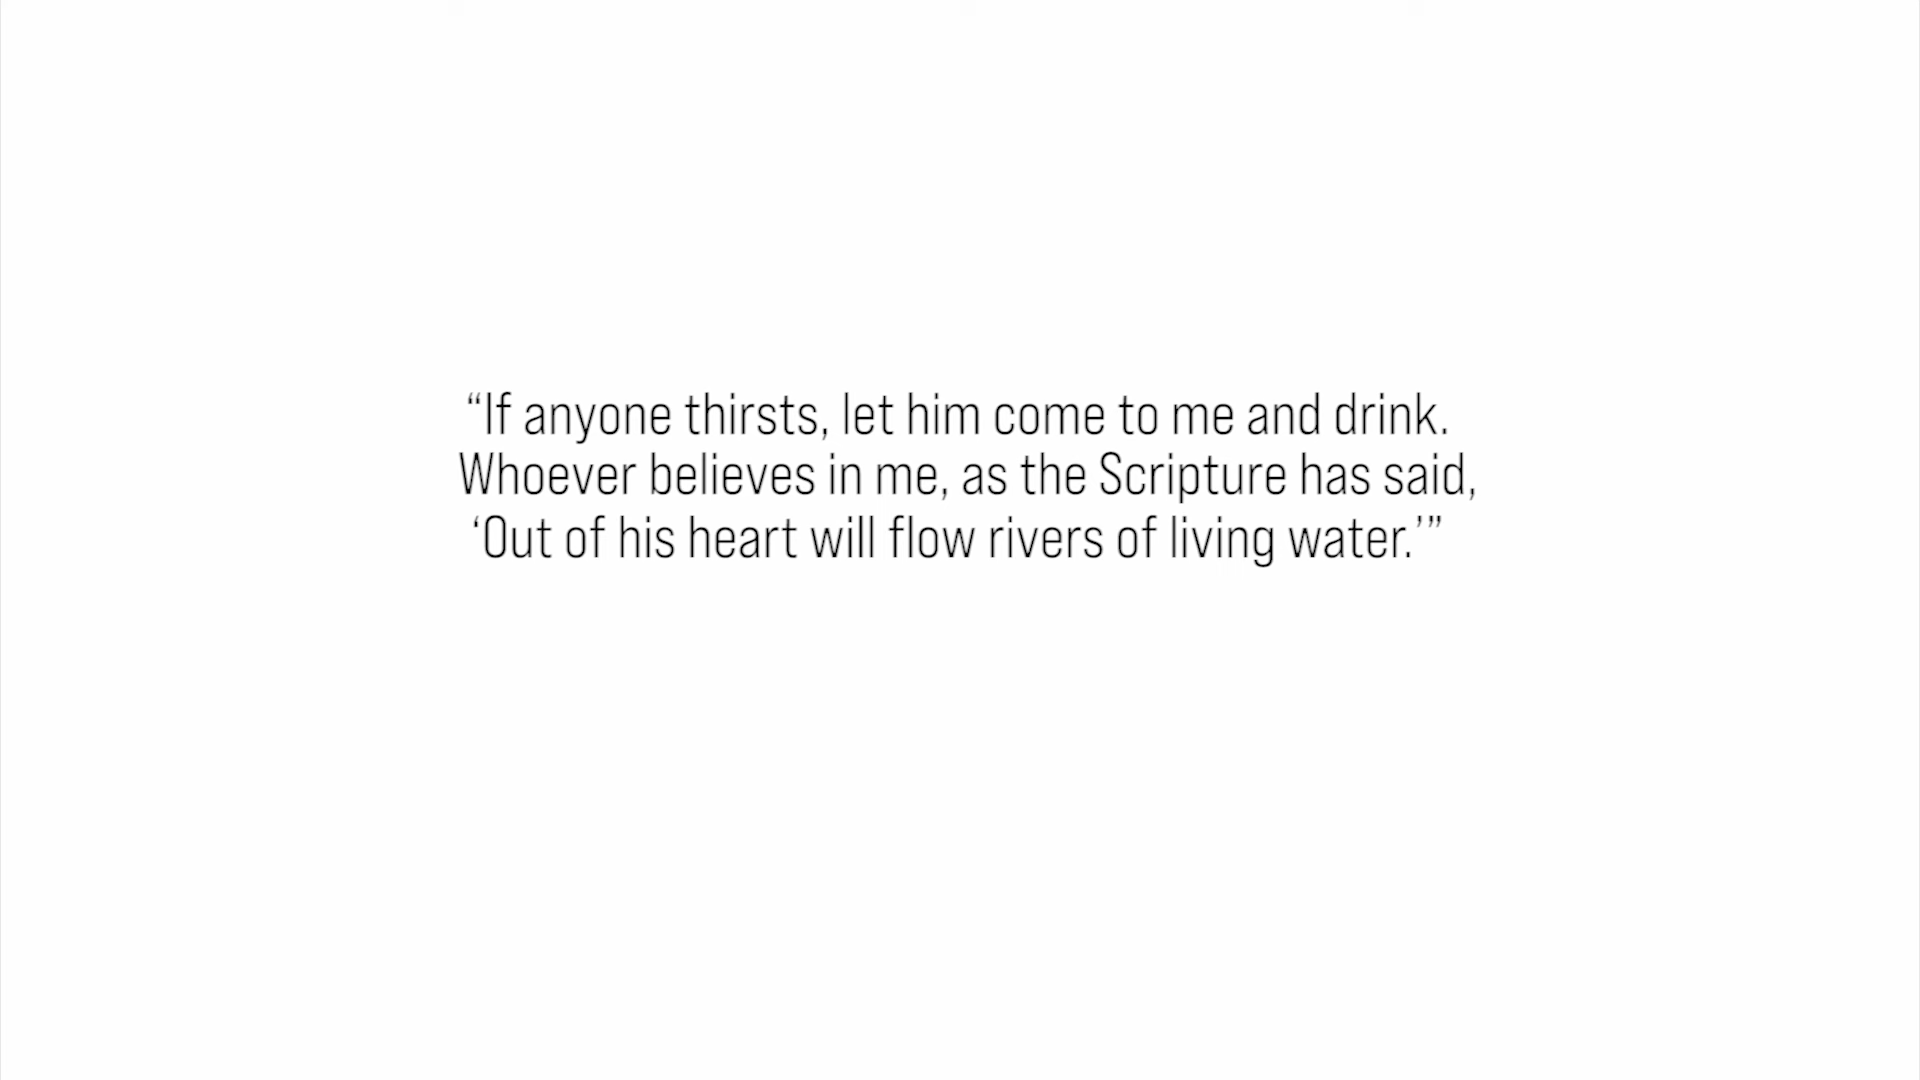 “If anyone thirsts, let him come to me and drink.
Whoever believes in me, as the Scripture has said,
‘Out of his heart will flow rivers of living water.’”